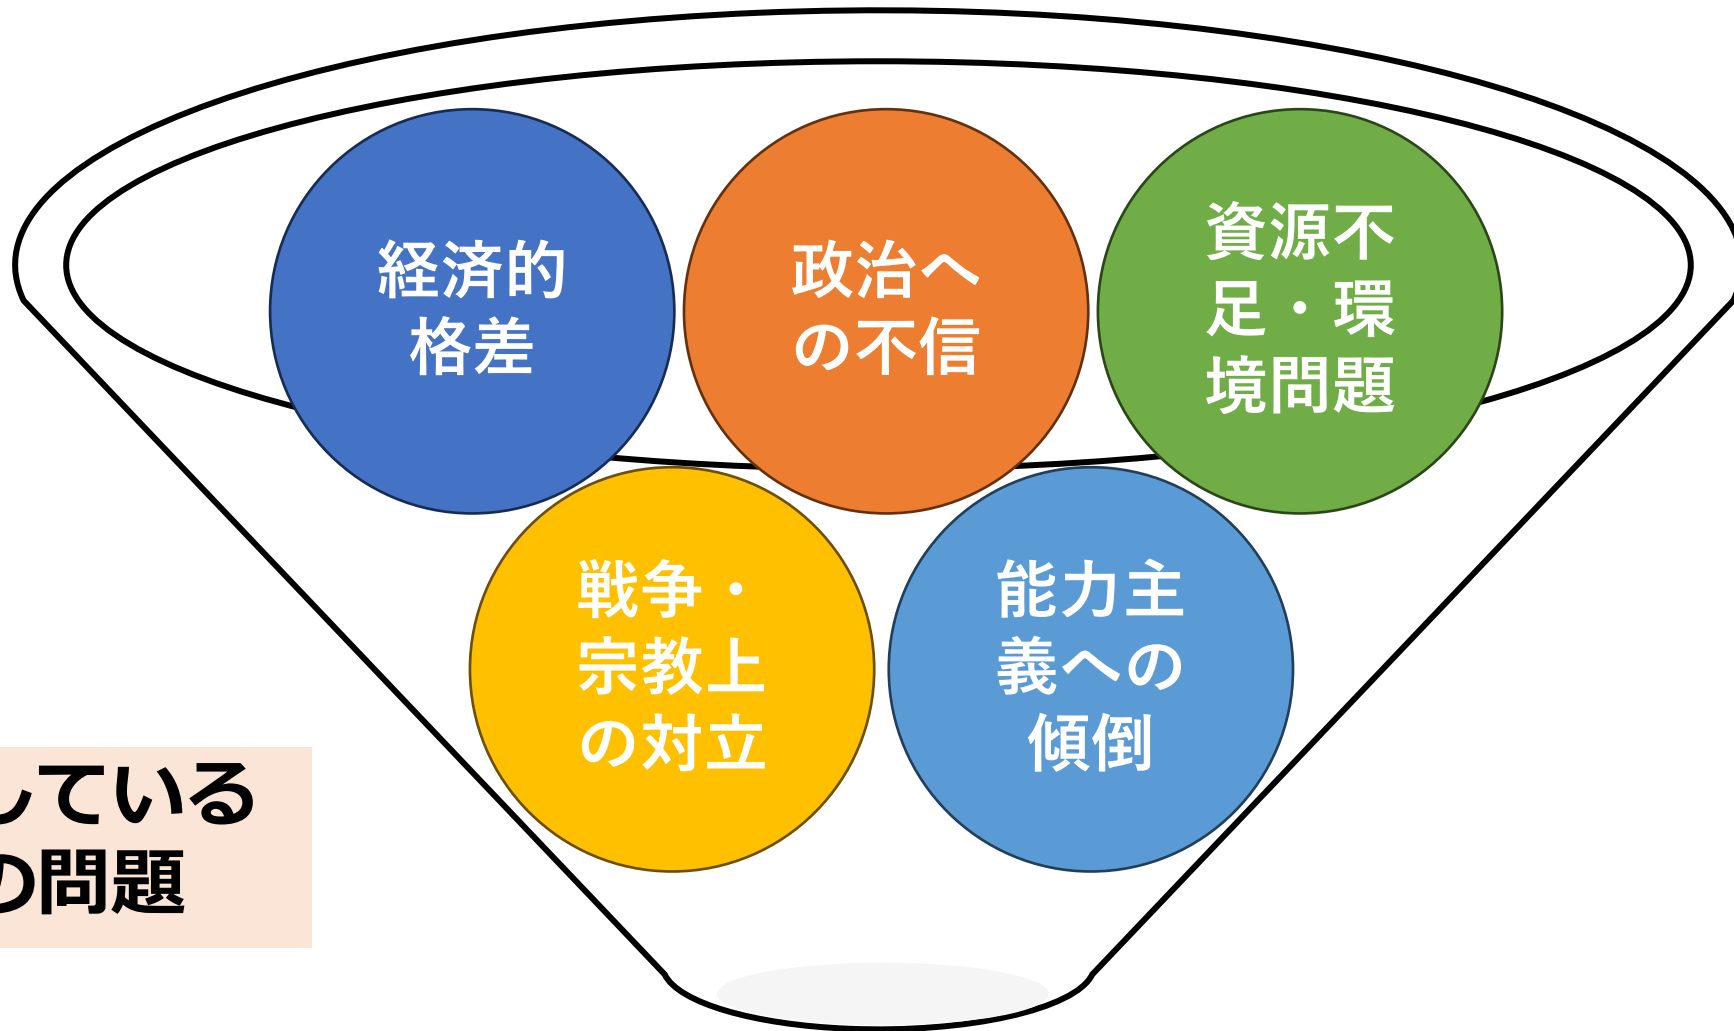 経済的
格差
政治へ
の不信
資源不
足・環
境問題
戦争・
宗教上
の対立
能力主
義への
傾倒
している
の問題